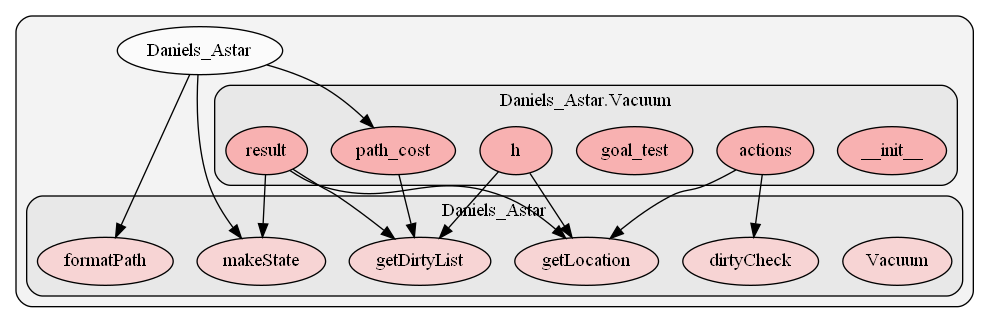 Daniels_Astar
Daniels_Astar.Vacuum
result path_cost h goal_test actions __init__
Daniels_Astar
formatPath makeState getDirtyList getLocation dirtyCheck Vacuum